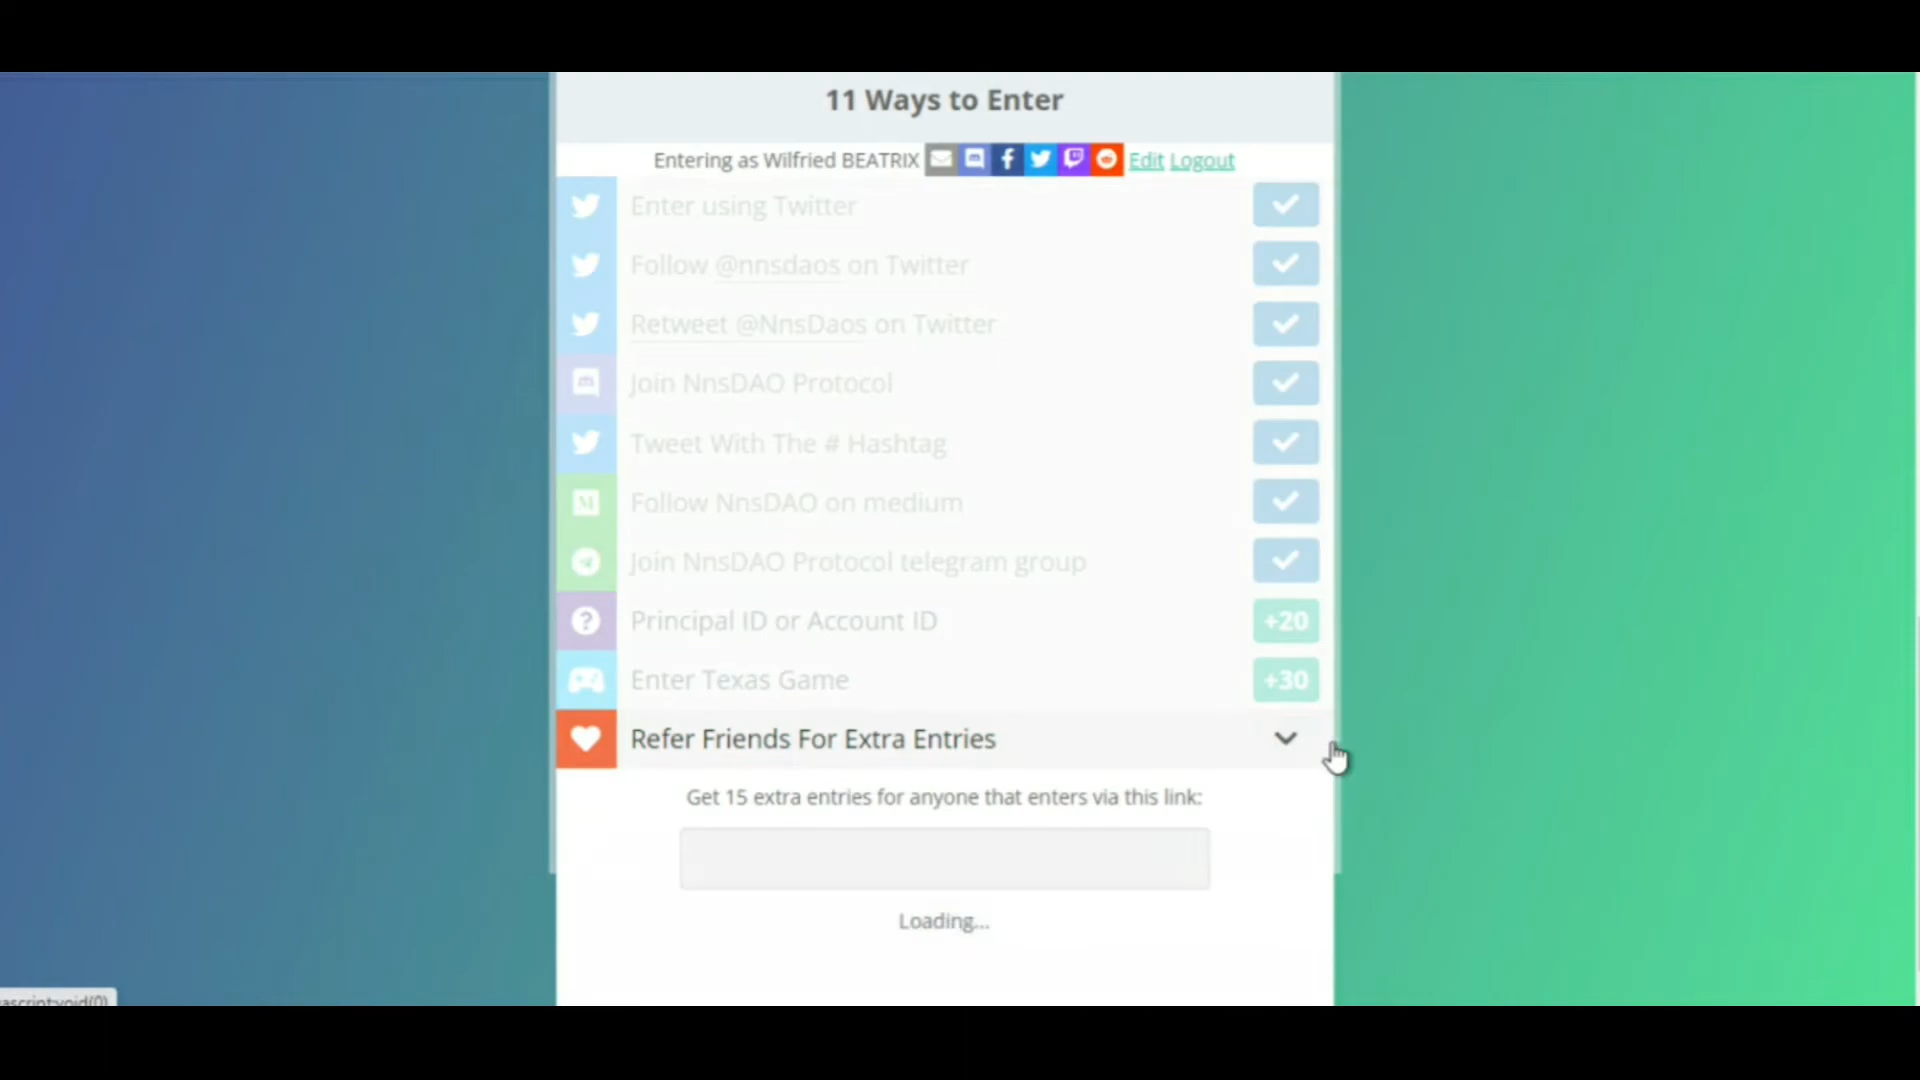 11 Ways to Enter
Entering as Wilfried BEATRIX Edit Logout
Enter using Twitter
Follow @nnsdaos on Twitter
Retweet @NnsDaos on Twitter
Join NnsDAO Protocol
Tweet With The # Hashtag
Follow NnsDAO on medium
Join NnsDAO Protocol telegram group
Principal ID or Account ID +20
Enter Texas Game +30
Refer Friends For Extra Entries
Get 15 extra entries for anyone that enters via this link:
Loading...
ascript:void(0)